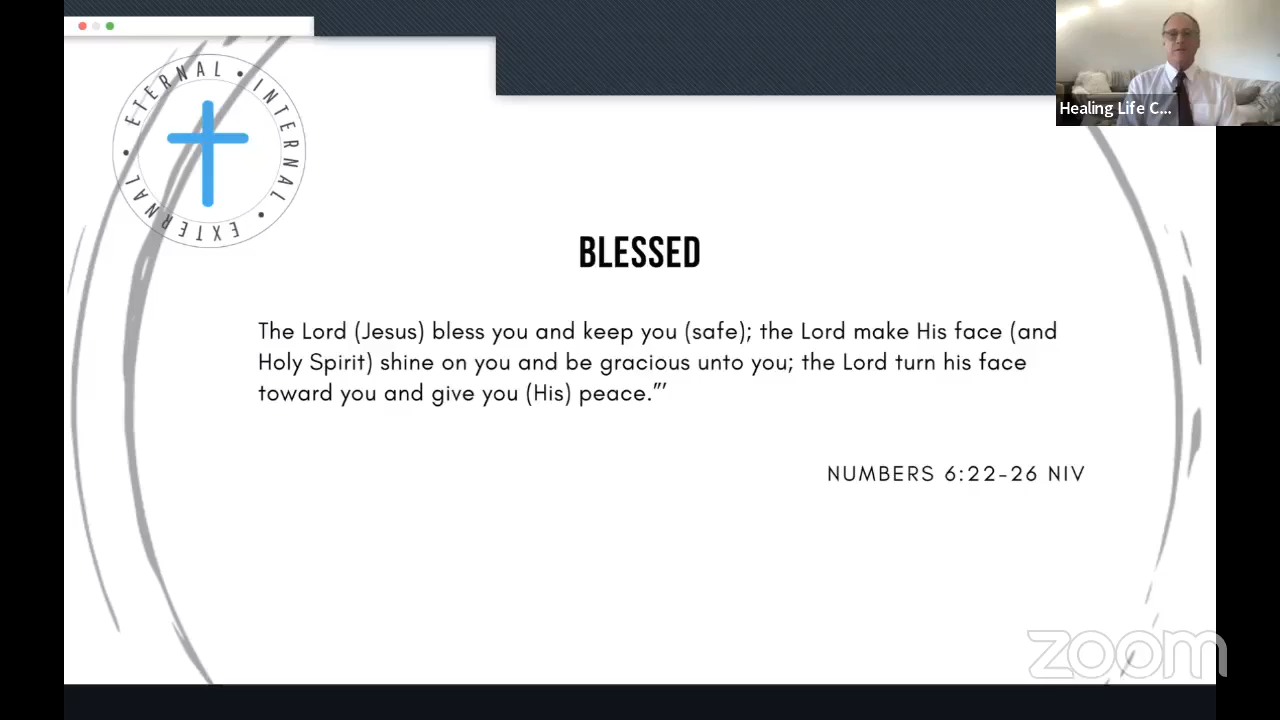 ETERNAL • INTERNAL • EXTERNAL •
Healing Life C...
BLESSED
The Lord (Jesus) bless you and keep you (safe); the Lord make His face (and
Holy Spirit) shine on you and be gracious unto you; the Lord turn his face
toward you and give you (His) peace.”’
NUMBERS 6:22-26 NIV
zoom